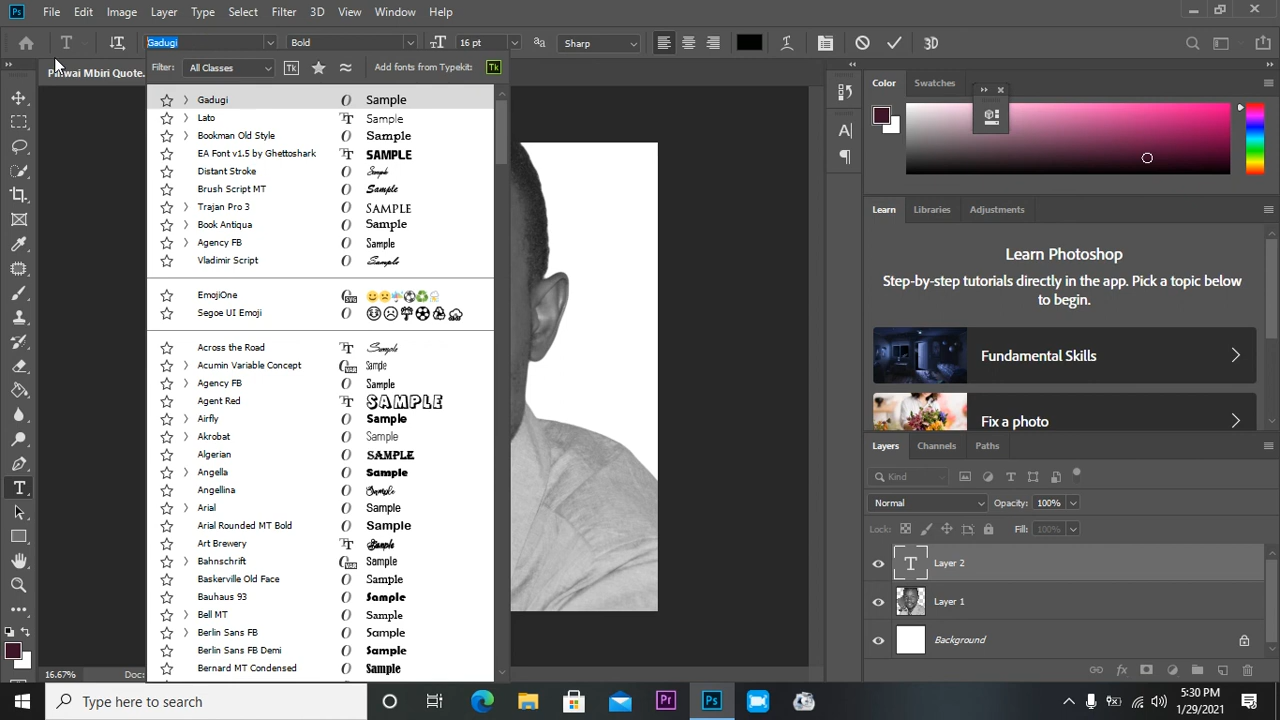 Ps File Edit Image Layer Type Select Filter 3D View Window Help
Gadugi Bold 16 pt aa Sharp 3D
Filter: All Classes Tk Add fonts from Typekit: Tk
Gadugi Sample
Lato Sample
Bookman Old Style Sample
EA Font v1.5 by Ghettoshark SAMPLE
Distant Stroke Sample
Brush Script MT Sample
Trajan Pro 3 SAMPLE
Book Antiqua Sample
Agency FB Sample
Vladimir Script Sample
EmojiOne
Segoe UI Emoji
Across the Road Sample
Acumin Variable Concept Sample
Agency FB Sample
Agent Red SAMPLE
Airfly Sample
Akrobat Sample
Algerian SAMPLE
Angella Sample
Angellina Sample
Arial Sample
Arial Rounded MT Bold Sample
Art Brewery Sample
Bahnschrift Sample
Baskerville Old Face Sample
Bauhaus 93 Sample
Bell MT Sample
Berlin Sans FB Sample
Berlin Sans FB Demi Sample
Bernard MT Condensed Sample
Mbiri Quote.
16.67% Doc:
Color Swatches
Learn Libraries Adjustments
Learn Photoshop
Step-by-step tutorials directly in the app. Pick a topic below
to begin.
Fundamental Skills
Fix a photo
Layers Channels Paths
Kind
Normal Opacity: 100%
Lock: Fill: 100%
T Layer 2
Layer 1
Background
fx
Type here to search
Pr Ps
5:30 PM
1/29/2021